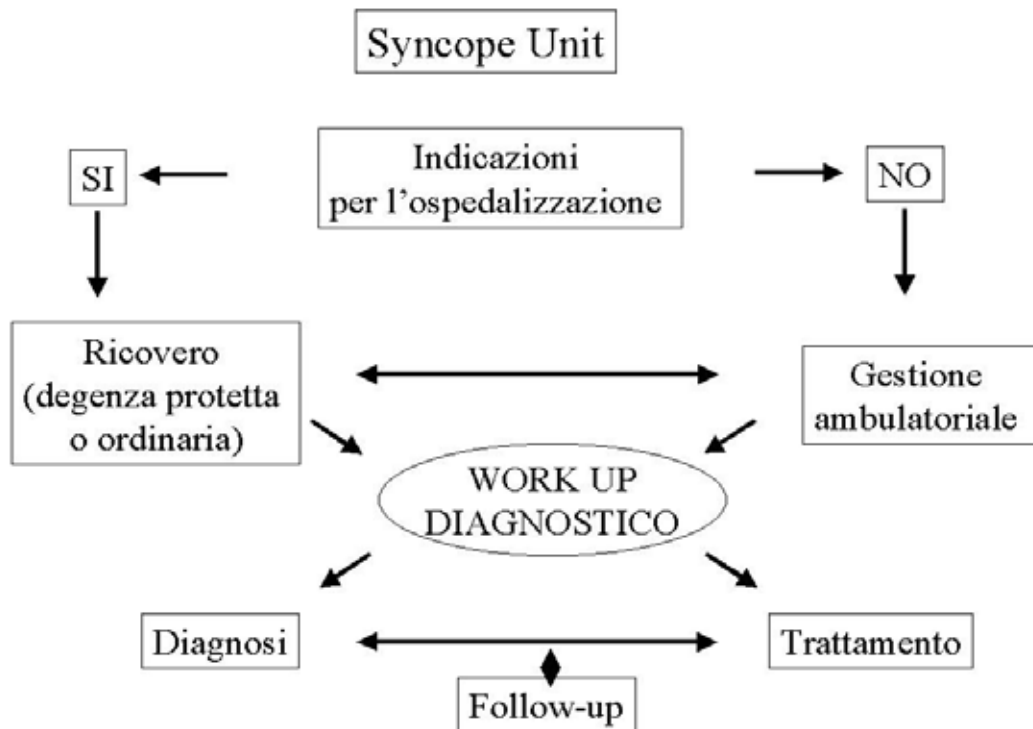 Syncope Unit
Indicazioni
per l'ospedalizzazione
SI
NO
Ricovero
(degenza protetta
o ordinaria)
Gestione
ambulatoriale
WORK UP
DIAGNOSTICO
Diagnosi
Trattamento
Follow-up